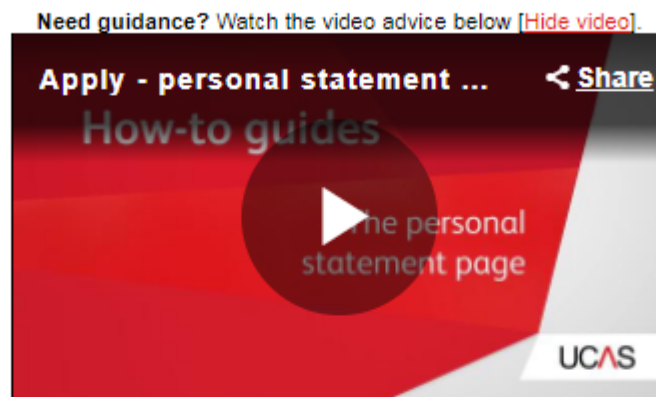 Need guidance? Watch the video advice below [Hide video].
Apply - personal statement ...
Share
How-to guides
The personal
statement page
UCAS